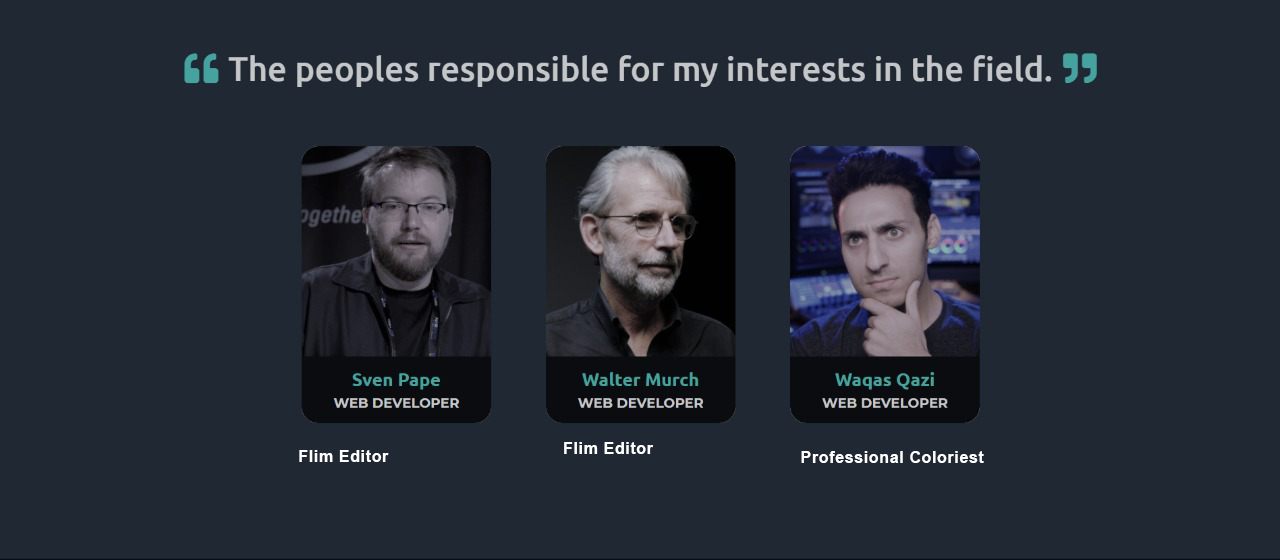 ❝ The peoples responsible for my interests in the field. ❞
ogethe
Sven Pape
WEB DEVELOPER
Walter Murch
WEB DEVELOPER
Waqas Qazi
WEB DEVELOPER
Flim Editor
Flim Editor
Professional Coloriest